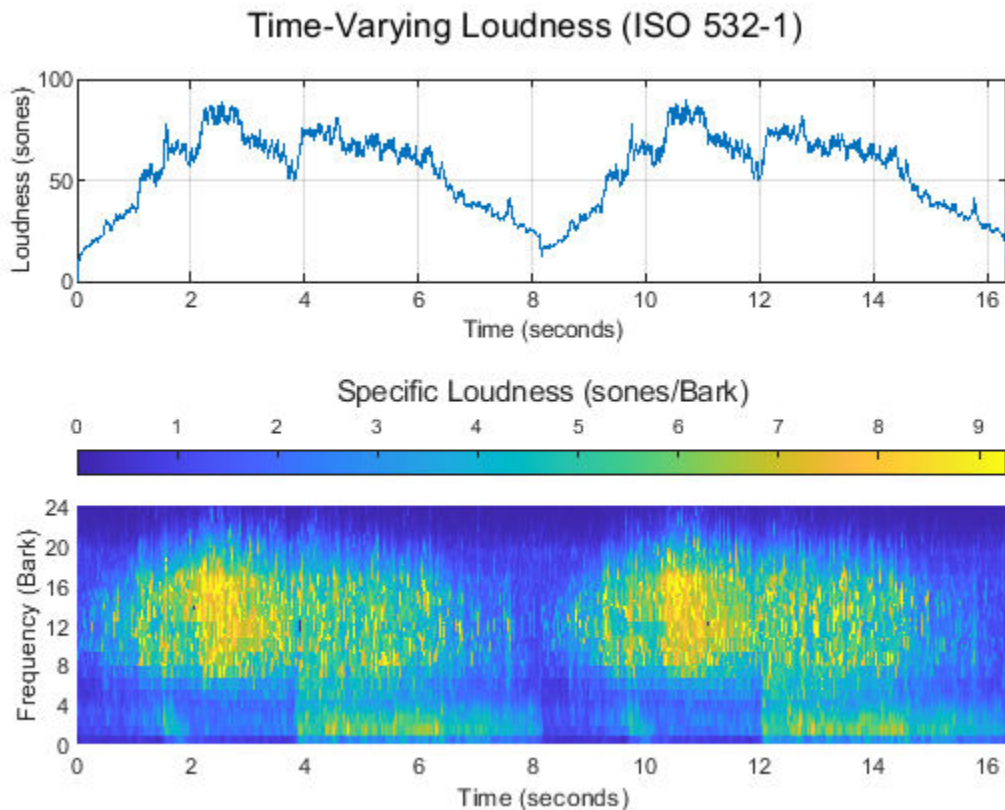 Time-Varying Loudness (ISO 532-1)
100
50
0
Loudness (sones)
0 2 4 6 8 10 12 14 16
Time (seconds)
Specific Loudness (sones/Bark)
0 1 2 3 4 5 6 7 8 9
24
20
16
12
8
4
0
Frequency (Bark)
0 2 4 6 8 10 12 14 16
Time (seconds)